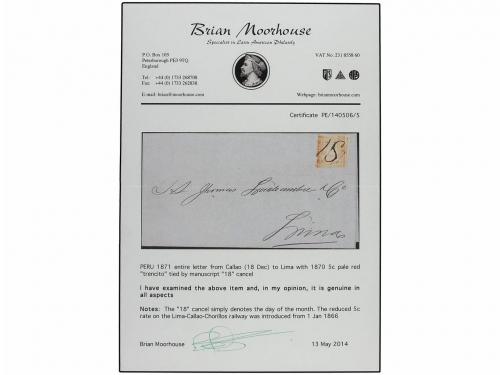 Brian Moorhouse
Specialist in Latin American Philately
P.O. Box 105
Peterborough PE3 9TQ
England
VAT No. 231 8558 60
Tel: +44 (0) 1733 268708
Fax: +44 (0) 1733 262838
E-mail: brian@moorhouse.com
Webpage: brianmoorhouse.com
Certificate PE/140506/5
18
Lima
PERU 1871 entire letter from Callao (18 Dec) to Lima with 1870 5c pale red
"trencito" tied by manuscript "18" cancel
I have examined the above item and, in my opinion, it is genuine in
all aspects
Notes: The "18" cancel simply denotes the day of the month. The reduced 5c
rate on the Lima-Callao-Chorillos railway was introduced from 1 Jan 1866
Brian Moorhouse
13 May 2014